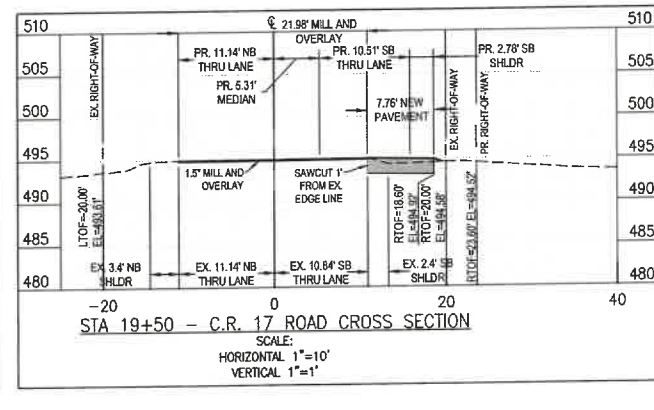 ℄ 21.98' MILL AND
OVERLAY
510
510
PR. 11.14' NB
THRU LANE
PR. 10.51' SB
THRU LANE
PR. 2.78' SB
SHLDR
505
505
EX. RIGHT-OF-WAY
PR. 5.31'
MEDIAN
7.76' NEW
PAVEMENT
EX. RIGHT-OF-WAY
PR. RIGHT-OF-WAY
500
500
495
495
1.5" MILL AND
OVERLAY
SAWCUT 1'
FROM EX.
EDGE LINE
490
490
LTOF=-20.00'
EL=493.61'
RTOF=18.60'
EL=494.92'
RTOF=20.00'
EL=494.58'
RTOF=23.60'
EL=494.52'
485
485
EX. 3.4' NB
SHLDR
EX. 11.14' NB
THRU LANE
EX. 10.84' SB
THRU LANE
EX. 2.4' SB
SHLDR
480
480
-20
0
20
40
STA 19+50 - C.R. 17 ROAD CROSS SECTION
SCALE:
HORIZONTAL 1"=10'
VERTICAL 1"=1'